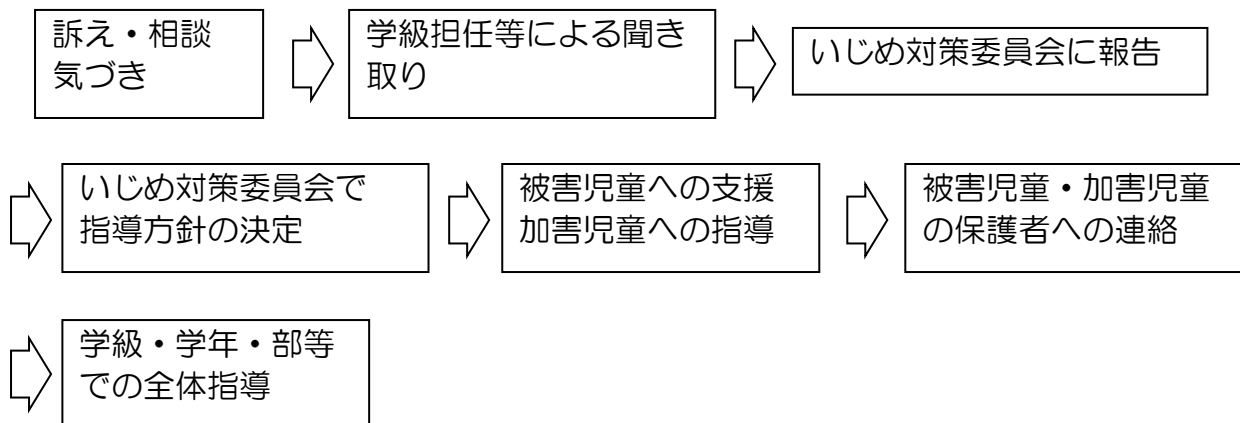 訴え・相談
気づき
学級担任等による聞き
取り
いじめ対策委員会に報告
いじめ対策委員会で
指導方針の決定
被害児童への支援
加害児童への指導
被害児童・加害児童
の保護者への連絡
学級・学年・部等
での全体指導